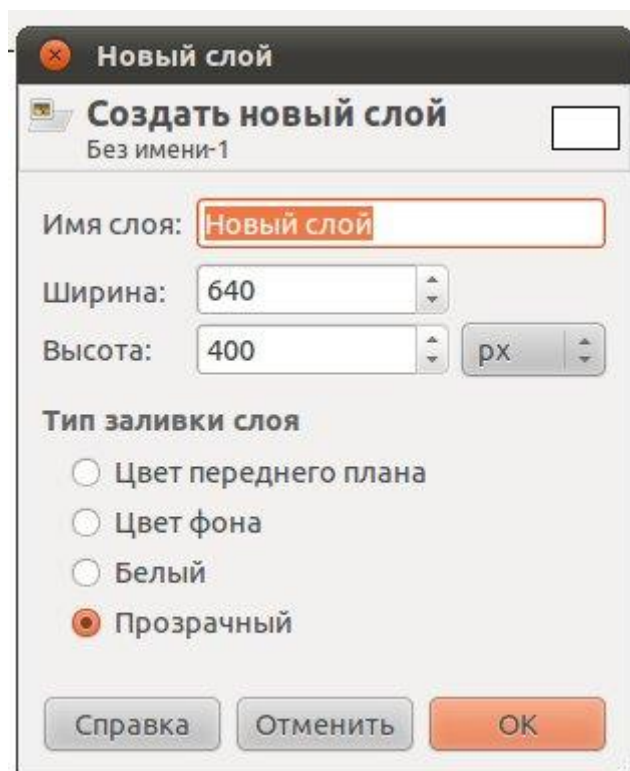 Новый слой
Создать новый слой
Без имени-1
Имя слоя: Новый слой
Ширина: 640
Высота: 400 px
Тип заливки слоя
Цвет переднего плана
Цвет фона
Белый
Прозрачный
Справка Отменить OK